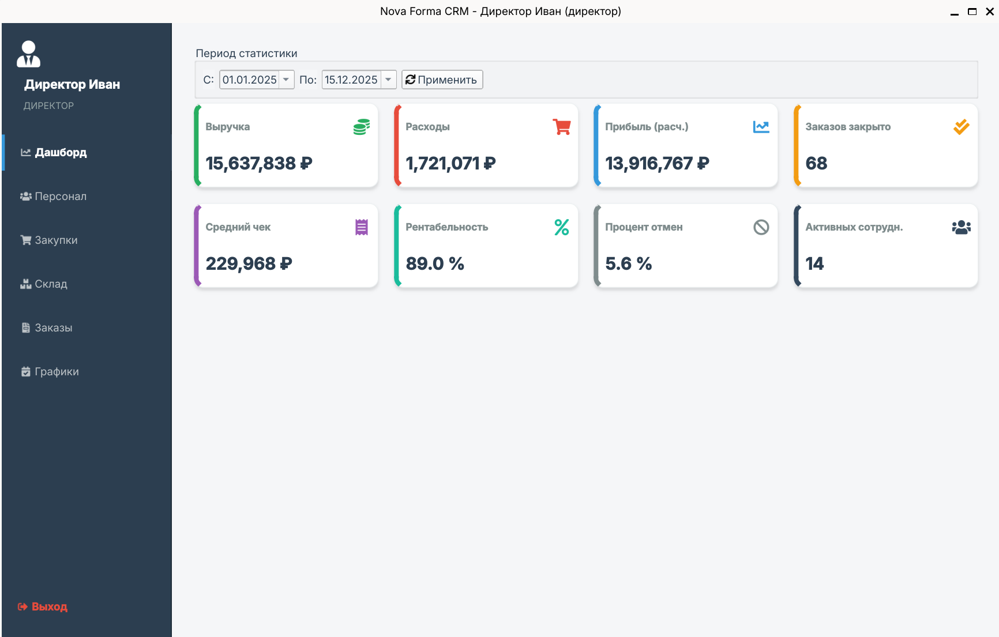 Nova Forma CRM - Директор Иван (директор)
Директор Иван
ДИРЕКТОР
Дашборд
Персонал
Закупки
Склад
Заказы
Графики
Выход
Период статистики
С: 01.01.2025 По: 15.12.2025 Применить
Выручка
15,637,838 ₽
Расходы
1,721,071 ₽
Прибыль (расч.)
13,916,767 ₽
Заказов закрыто
68
Средний чек
229,968 ₽
Рентабельность
89.0 %
Процент отмен
5.6 %
Активных сотрудн.
14